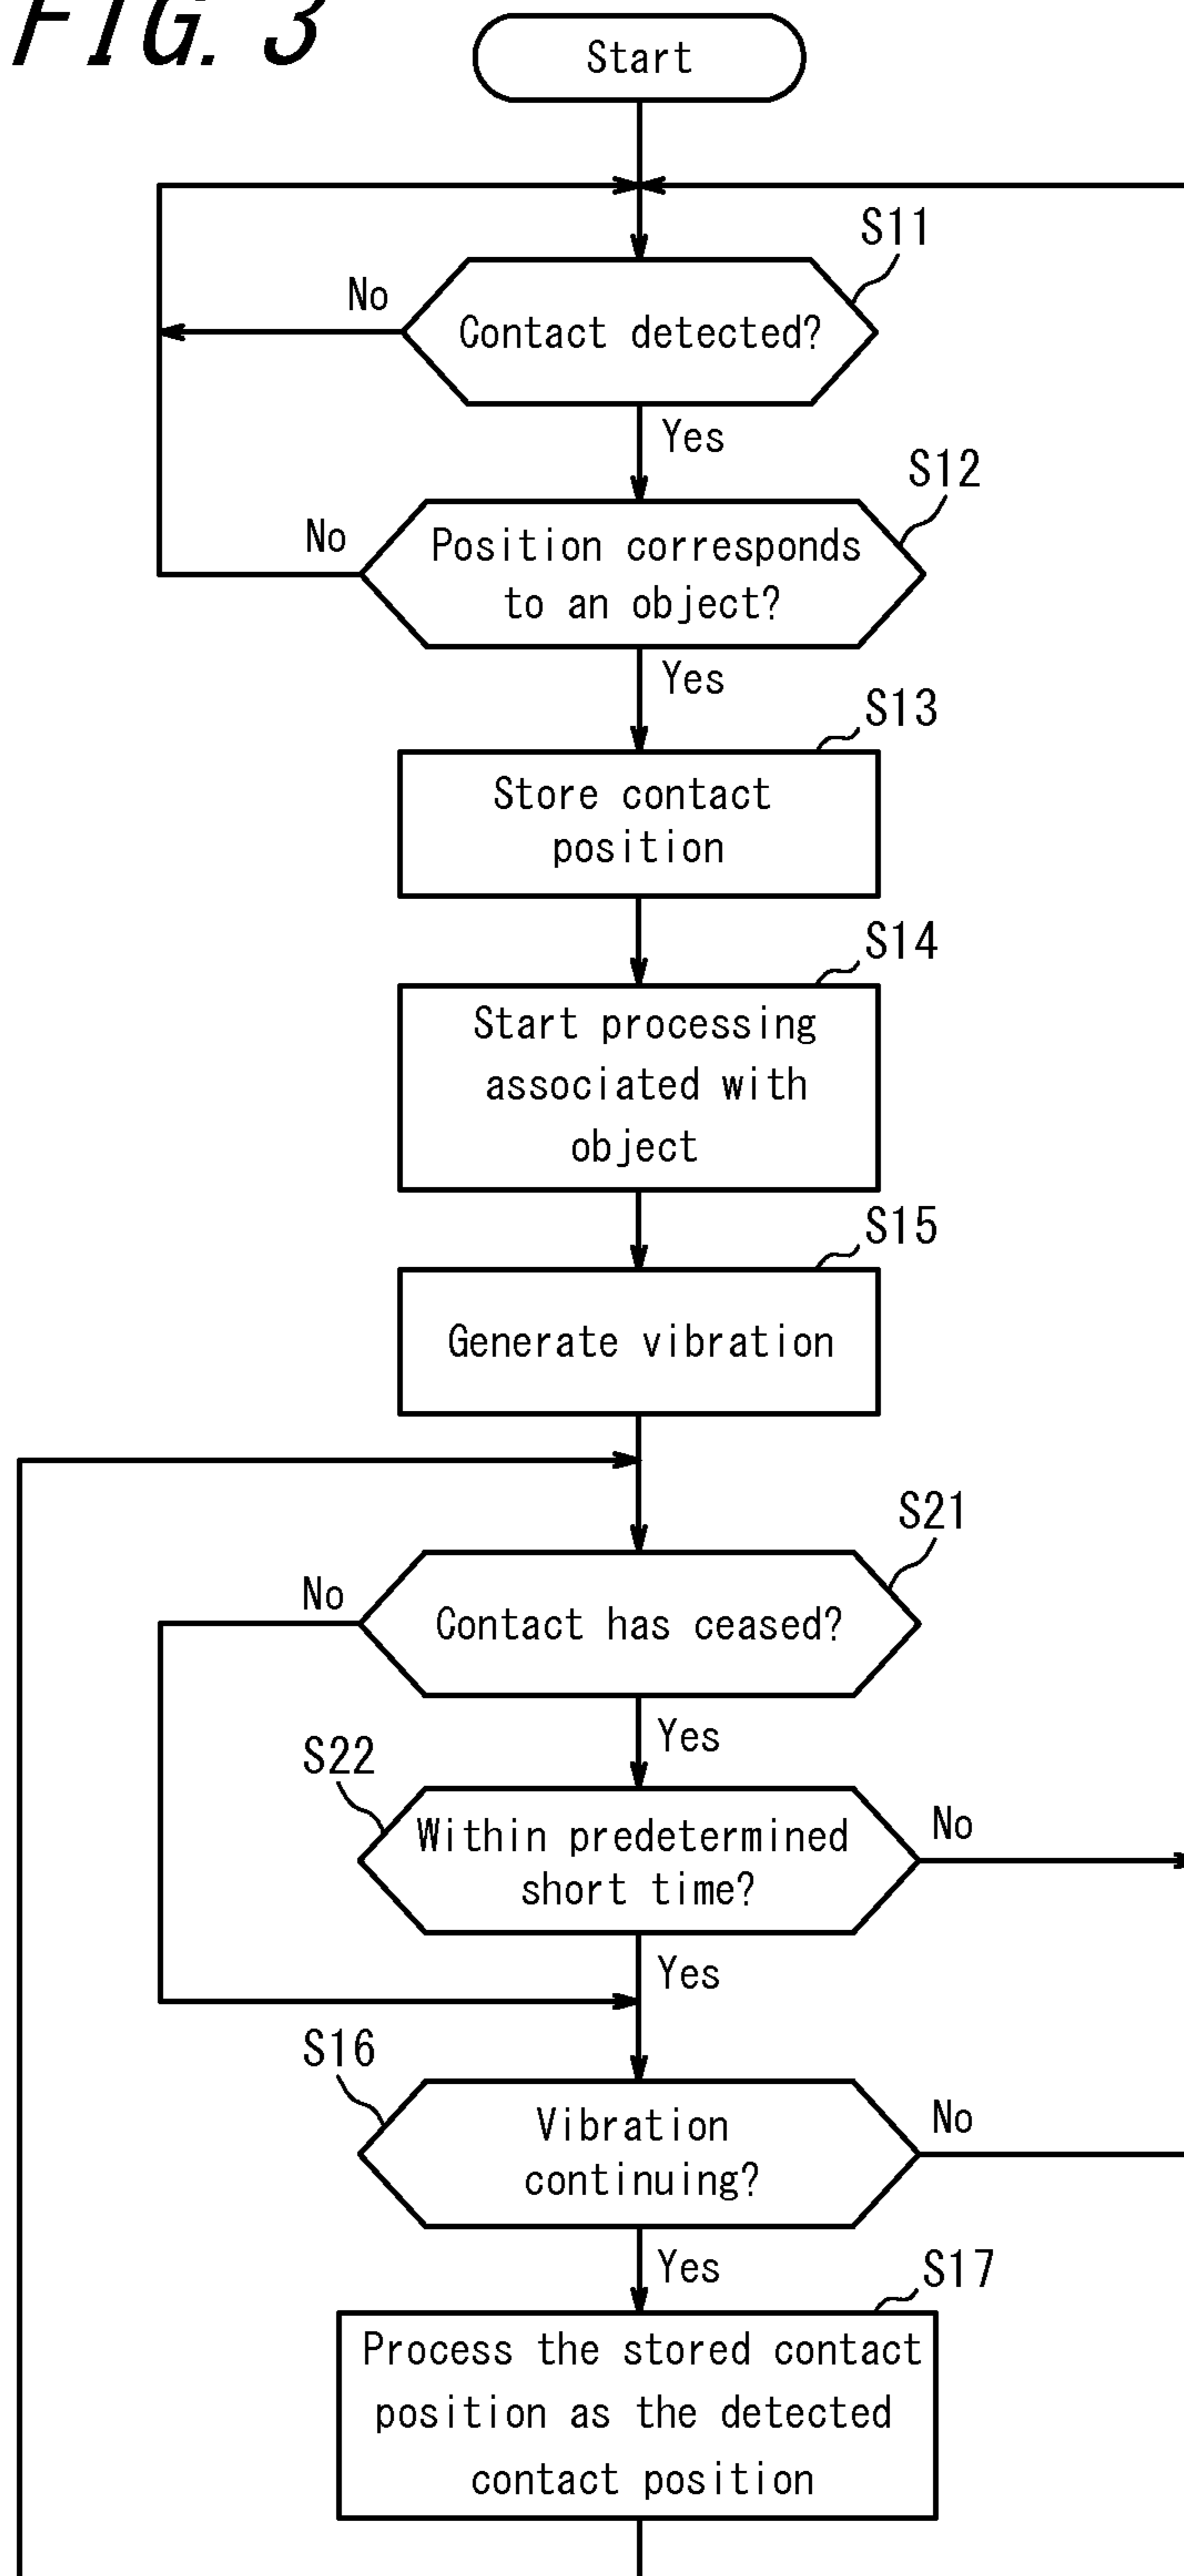 FIG. 3
Start
S11
No
Contact detected?
Yes
S12
No
Position corresponds
to an object?
Yes
S13
Store contact
position
S14
Start processing
associated with
object
S15
Generate vibration
S21
No
Contact has ceased?
Yes
S22
No
Within predetermined
short time?
Yes
S16
No
Vibration
continuing?
Yes
S17
Process the stored contact
position as the detected
contact position